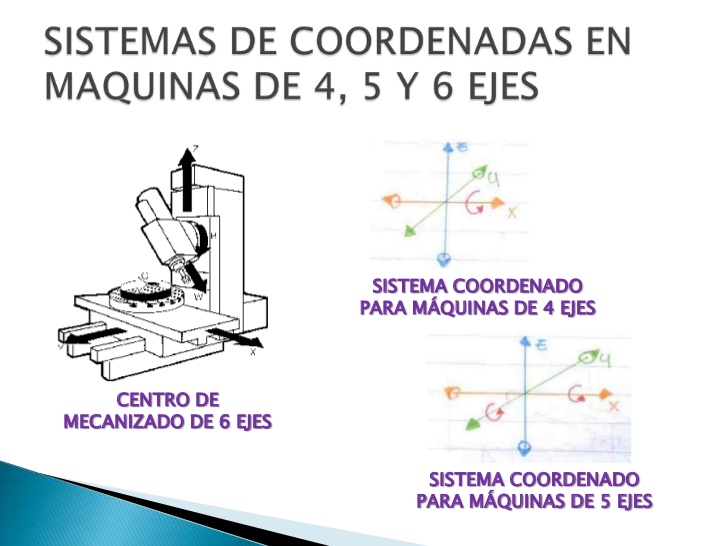 SISTEMAS DE COORDENADAS EN
MAQUINAS DE 4, 5 Y 6 EJES
Z
H
C
W
Y
X
CENTRO DE
MECANIZADO DE 6 EJES
z
y
x
SISTEMA COORDENADO
PARA MÁQUINAS DE 4 EJES
z
y
x
SISTEMA COORDENADO
PARA MÁQUINAS DE 5 EJES